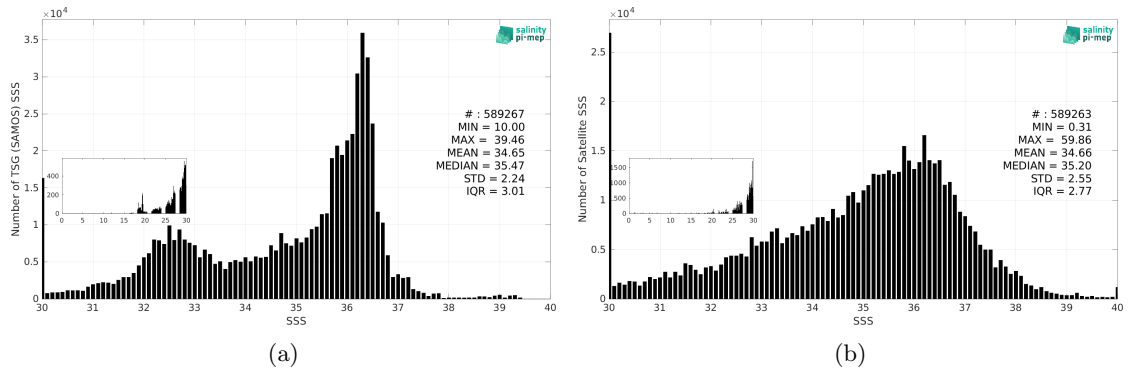 ×10⁴
3.5
3
2.5
2
1.5
1
0.5
0
30 31 32 33 34 35 36 37 38 39 40
SSS
Number of TSG (SAMOS) SSS
salinity
pi-mep
# : 589267
MIN = 10.00
MAX = 39.46
MEAN = 34.65
MEDIAN = 35.47
STD = 2.24
IQR = 3.01
400
200
0
0 5 10 15 20 25 30
(a)
×10⁴
2.5
2
1.5
1
0.5
0
30 31 32 33 34 35 36 37 38 39 40
SSS
Number of Satellite SSS
salinity
pi-mep
# : 589263
MIN = 0.31
MAX = 59.86
MEAN = 34.66
MEDIAN = 35.20
STD = 2.55
IQR = 2.77
1500
1000
500
0
0 5 10 15 20 25 30
(b)